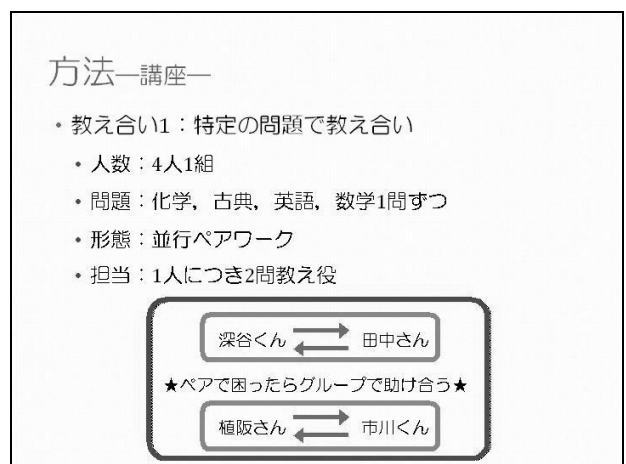 方法―講座―
・教え合い1：特定の問題で教え合い
・人数：4人1組
・問題：化学，古典，英語，数学1問ずつ
・形態：並行ペアワーク
・担当：1人につき2問教え役
深谷くん 田中さん
★ペアで困ったらグループで助け合う★
植阪さん 市川くん